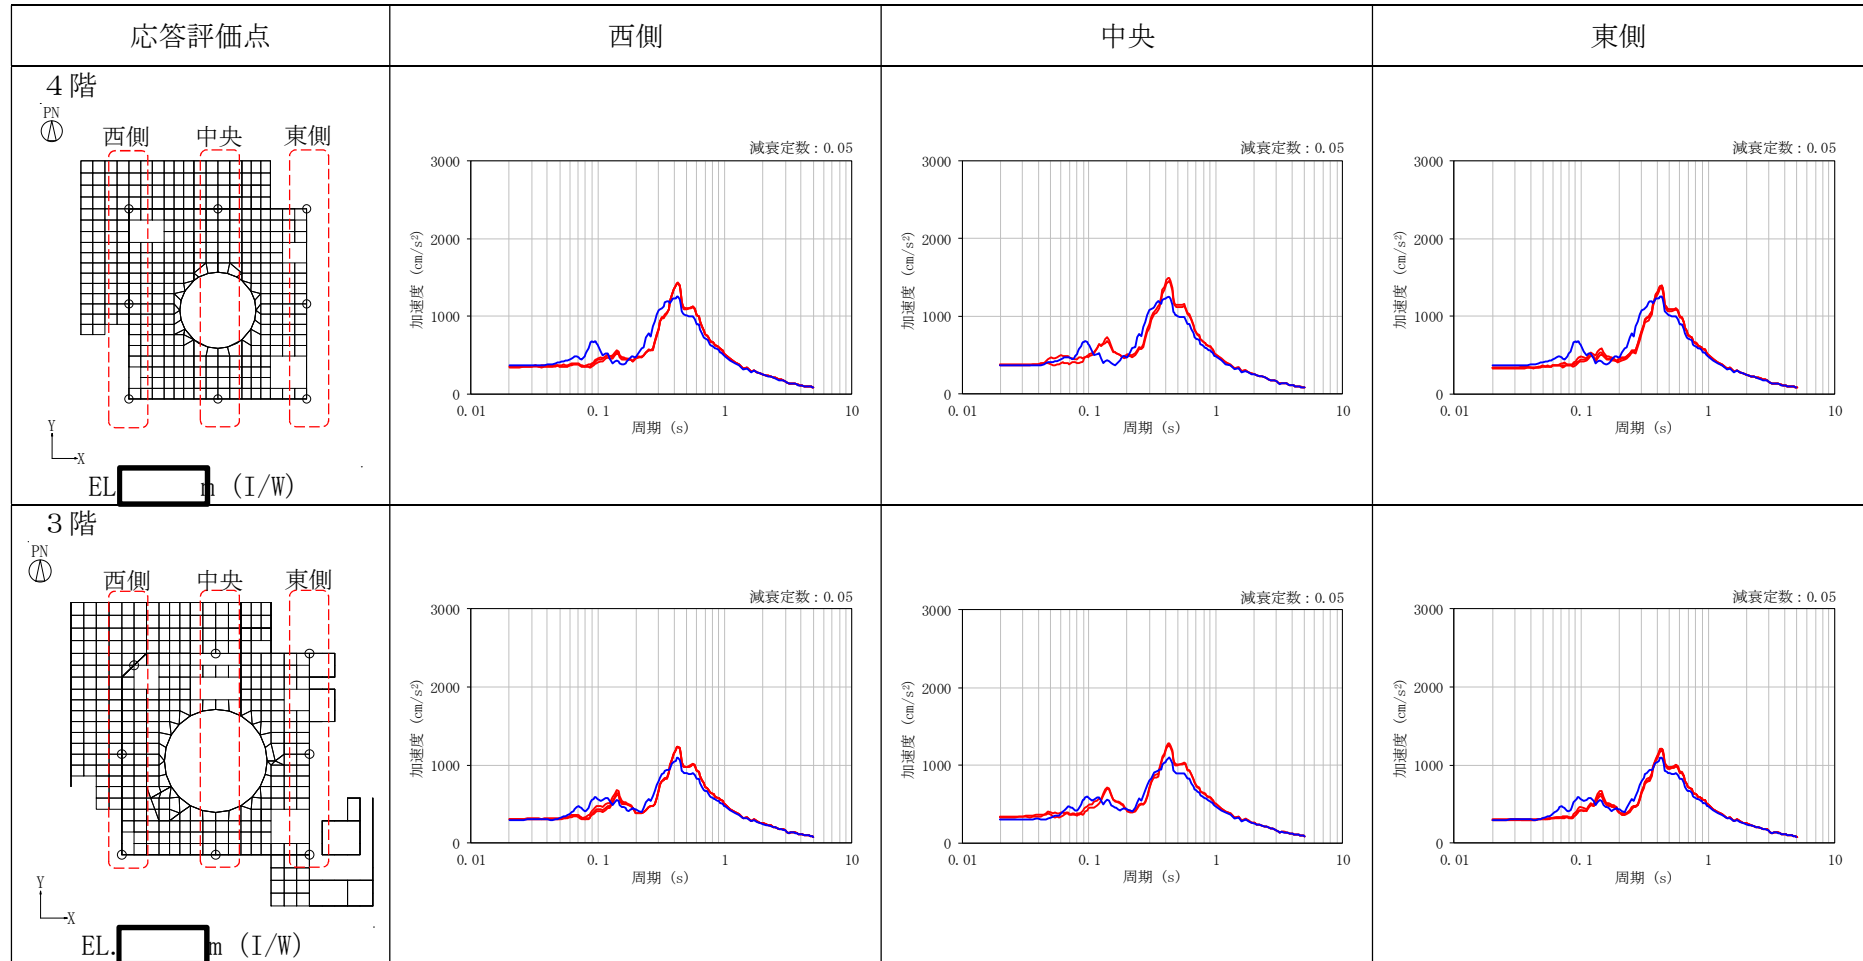 応答評価点
西側
中央
東側
４階
PN
西側
中央
東側
Y
X
EL
m (I/W)
減衰定数：0.05
3000
2000
1000
0
加速度 (cm/s²)
0.01
0.1
1
10
周期 (s)
減衰定数：0.05
3000
2000
1000
0
加速度 (cm/s²)
0.01
0.1
1
10
周期 (s)
減衰定数：0.05
3000
2000
1000
0
加速度 (cm/s²)
0.01
0.1
1
10
周期 (s)
３階
PN
西側
中央
東側
Y
X
EL.
m (I/W)
減衰定数：0.05
3000
2000
1000
0
加速度 (cm/s²)
0.01
0.1
1
10
周期 (s)
減衰定数：0.05
3000
2000
1000
0
加速度 (cm/s²)
0.01
0.1
1
10
周期 (s)
減衰定数：0.05
3000
2000
1000
0
加速度 (cm/s²)
0.01
0.1
1
10
周期 (s)